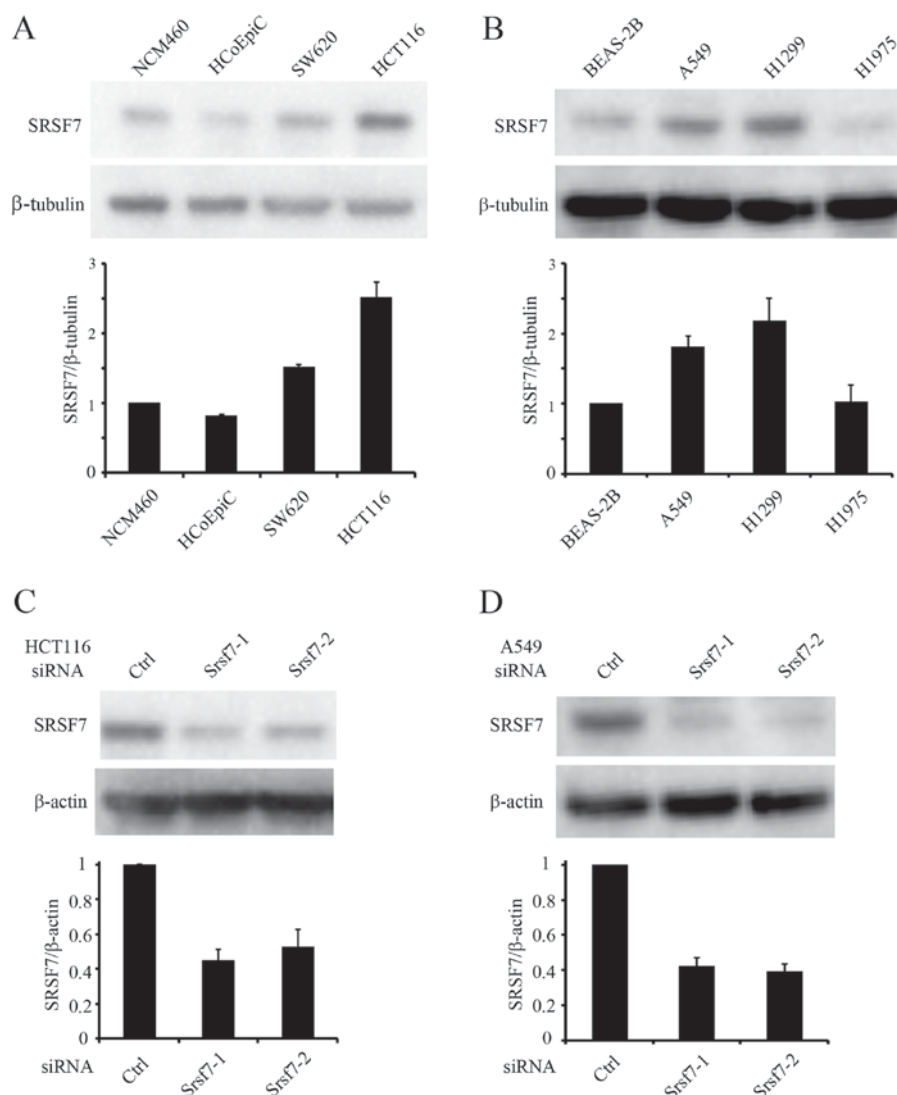 A
NCM460 HCoEpiC SW620 HCT116
SRSF7
β-tubulin
SRSF7/β-tubulin
3
2
1
0
NCM460 HCoEpiC SW620 HCT116
B
BEAS-2B A549 H1299 H1975
SRSF7
β-tubulin
SRSF7/β-tubulin
3
2
1
0
BEAS-2B A549 H1299 H1975
C
HCT116
siRNA Ctrl Srsf7-1 Srsf7-2
SRSF7
β-actin
SRSF7/β-actin
1
0.8
0.6
0.4
0.2
0
siRNA Ctrl Srsf7-1 Srsf7-2
D
A549
siRNA Ctrl Srsf7-1 Srsf7-2
SRSF7
β-actin
SRSF7/β-actin
1
0.8
0.6
0.4
0.2
0
siRNA Ctrl Srsf7-1 Srsf7-2